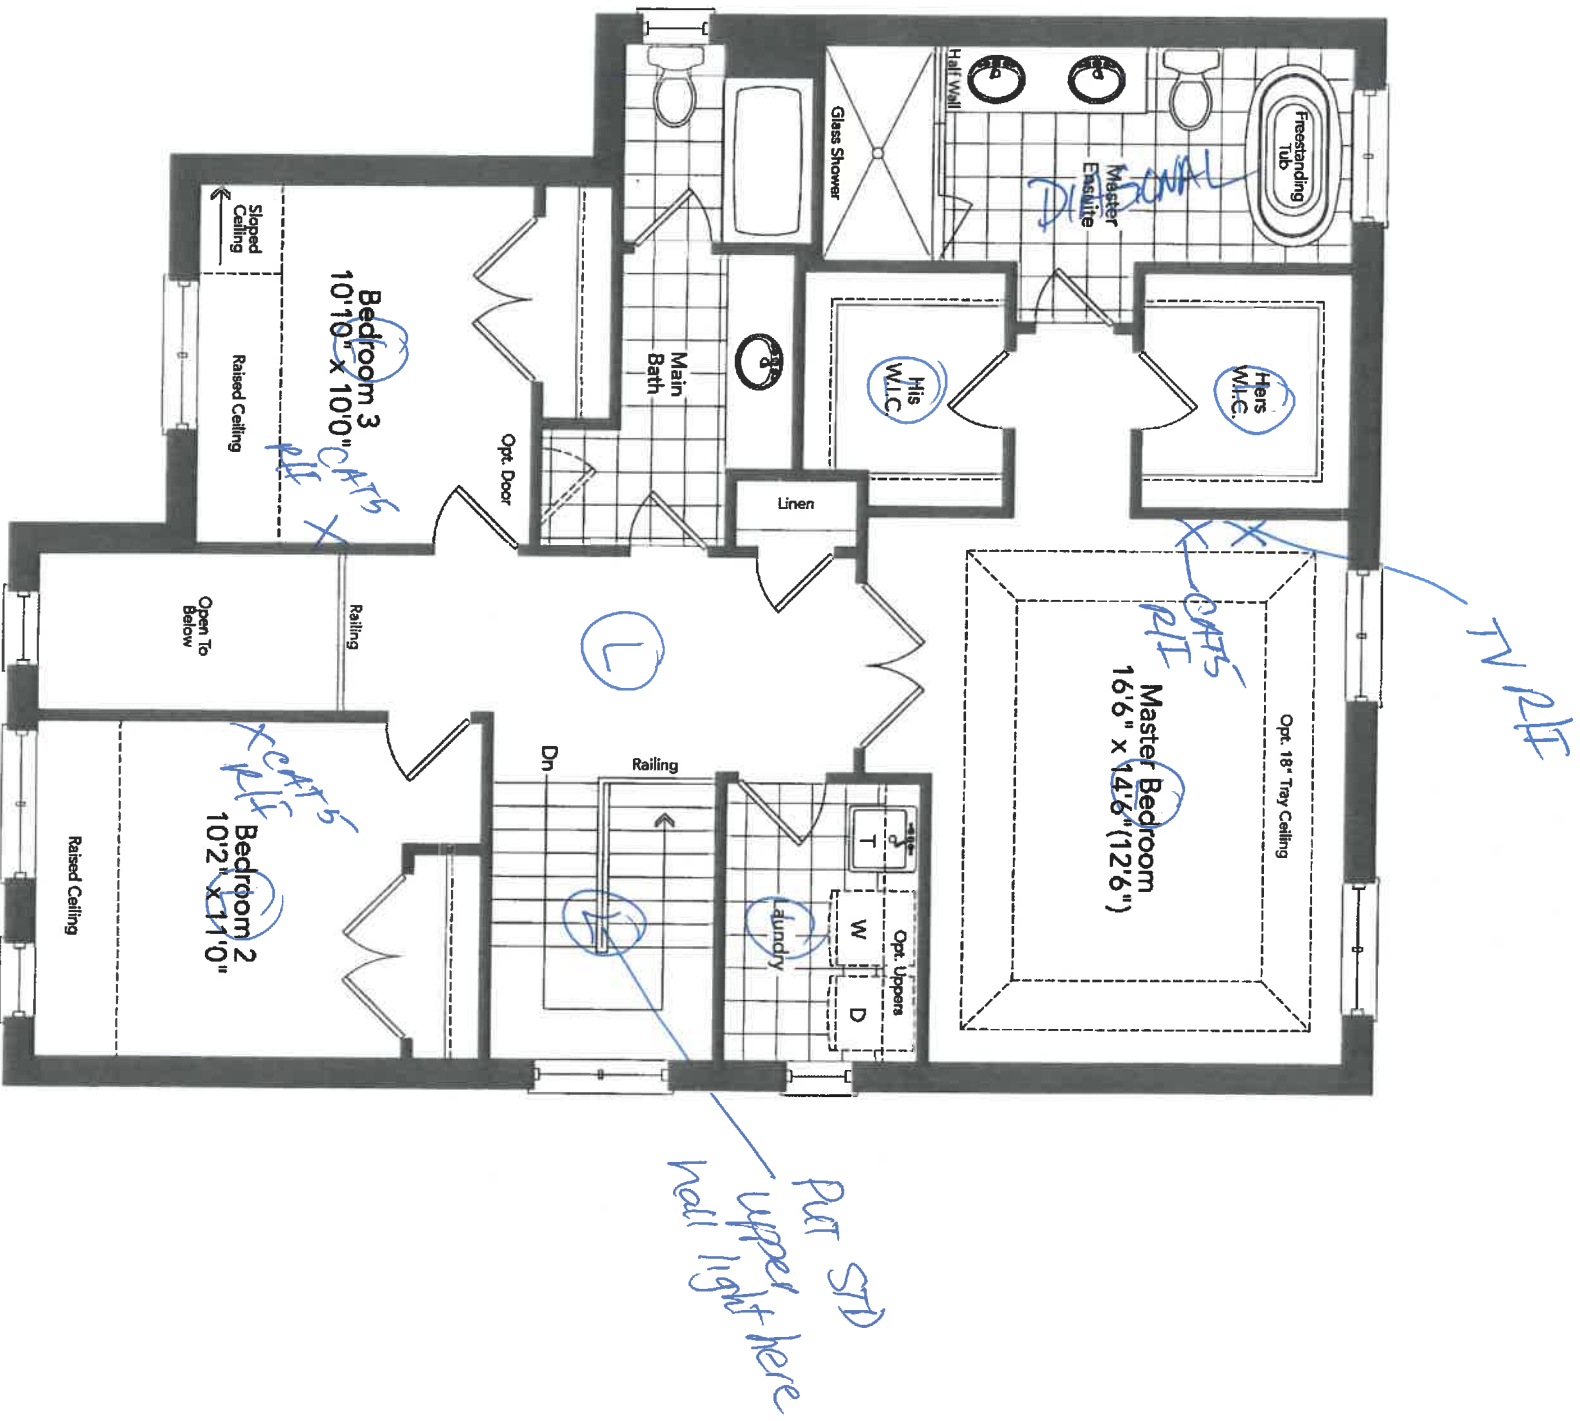 TV R/I
Freestanding
Tub
DIAGONAL
Master
Ensuite
Half Wall
Glass Shower
Hers
W.I.C.
L
His
W.I.C.
L
CAT5
R/I
Opt. 18" Tray Ceiling
Master Bedroom
16'6" x 14'6"(12'6")
L
Linen
Main
Bath
Opt. Door
Bedroom 3
10'10" x 10'0"
L
CAT5
R/I
Sloped
Ceiling
Raised Ceiling
L
Railing
Open To
Below
Railing
Dn
L
T
W
D
Opt. Uppers
Laundry
L
CAT5
R/I
Bedroom 2
10'2" x 11'0"
L
Raised Ceiling
PUT STD
upper
hall light here